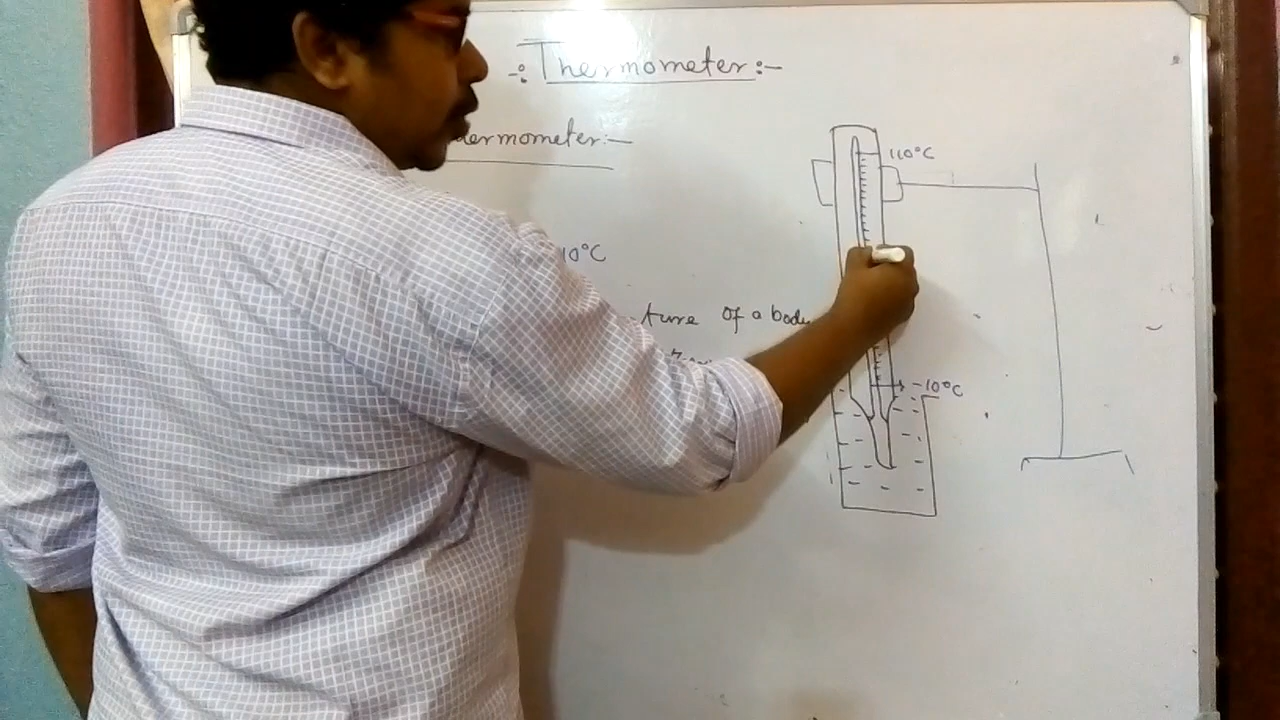 -: Thermometer :-
ermometer:-
110°C
10°C
-ture of a body
-10°C